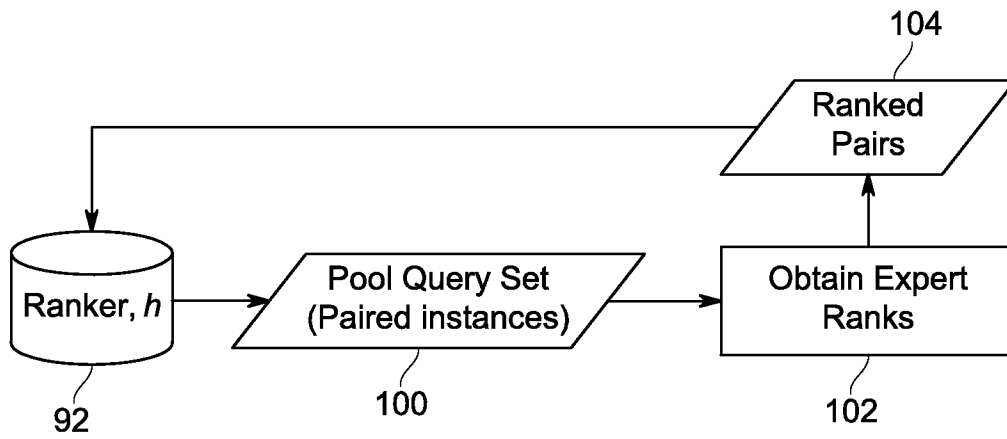 104
Ranked
Pairs
Ranker, h
Pool Query Set
(Paired instances)
Obtain Expert
Ranks
92
100
102